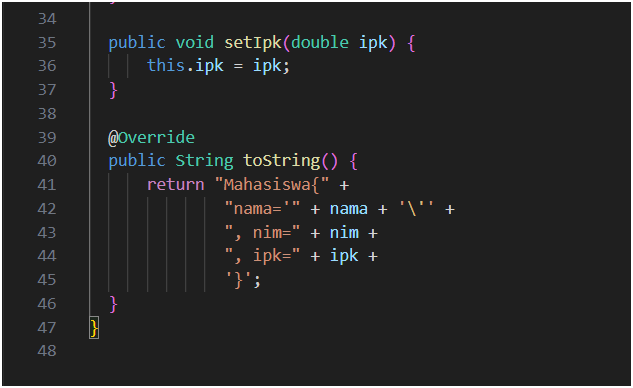 34
35 public void setIpk(double ipk) {
36 this.ipk = ipk;
37 }
38
39 @Override
40 public String toString() {
41 return "Mahasiswa{" +
42 "nama='" + nama + '\'' +
43 ", nim=" + nim +
44 ", ipk=" + ipk +
45 '}';
46 }
47 }
48